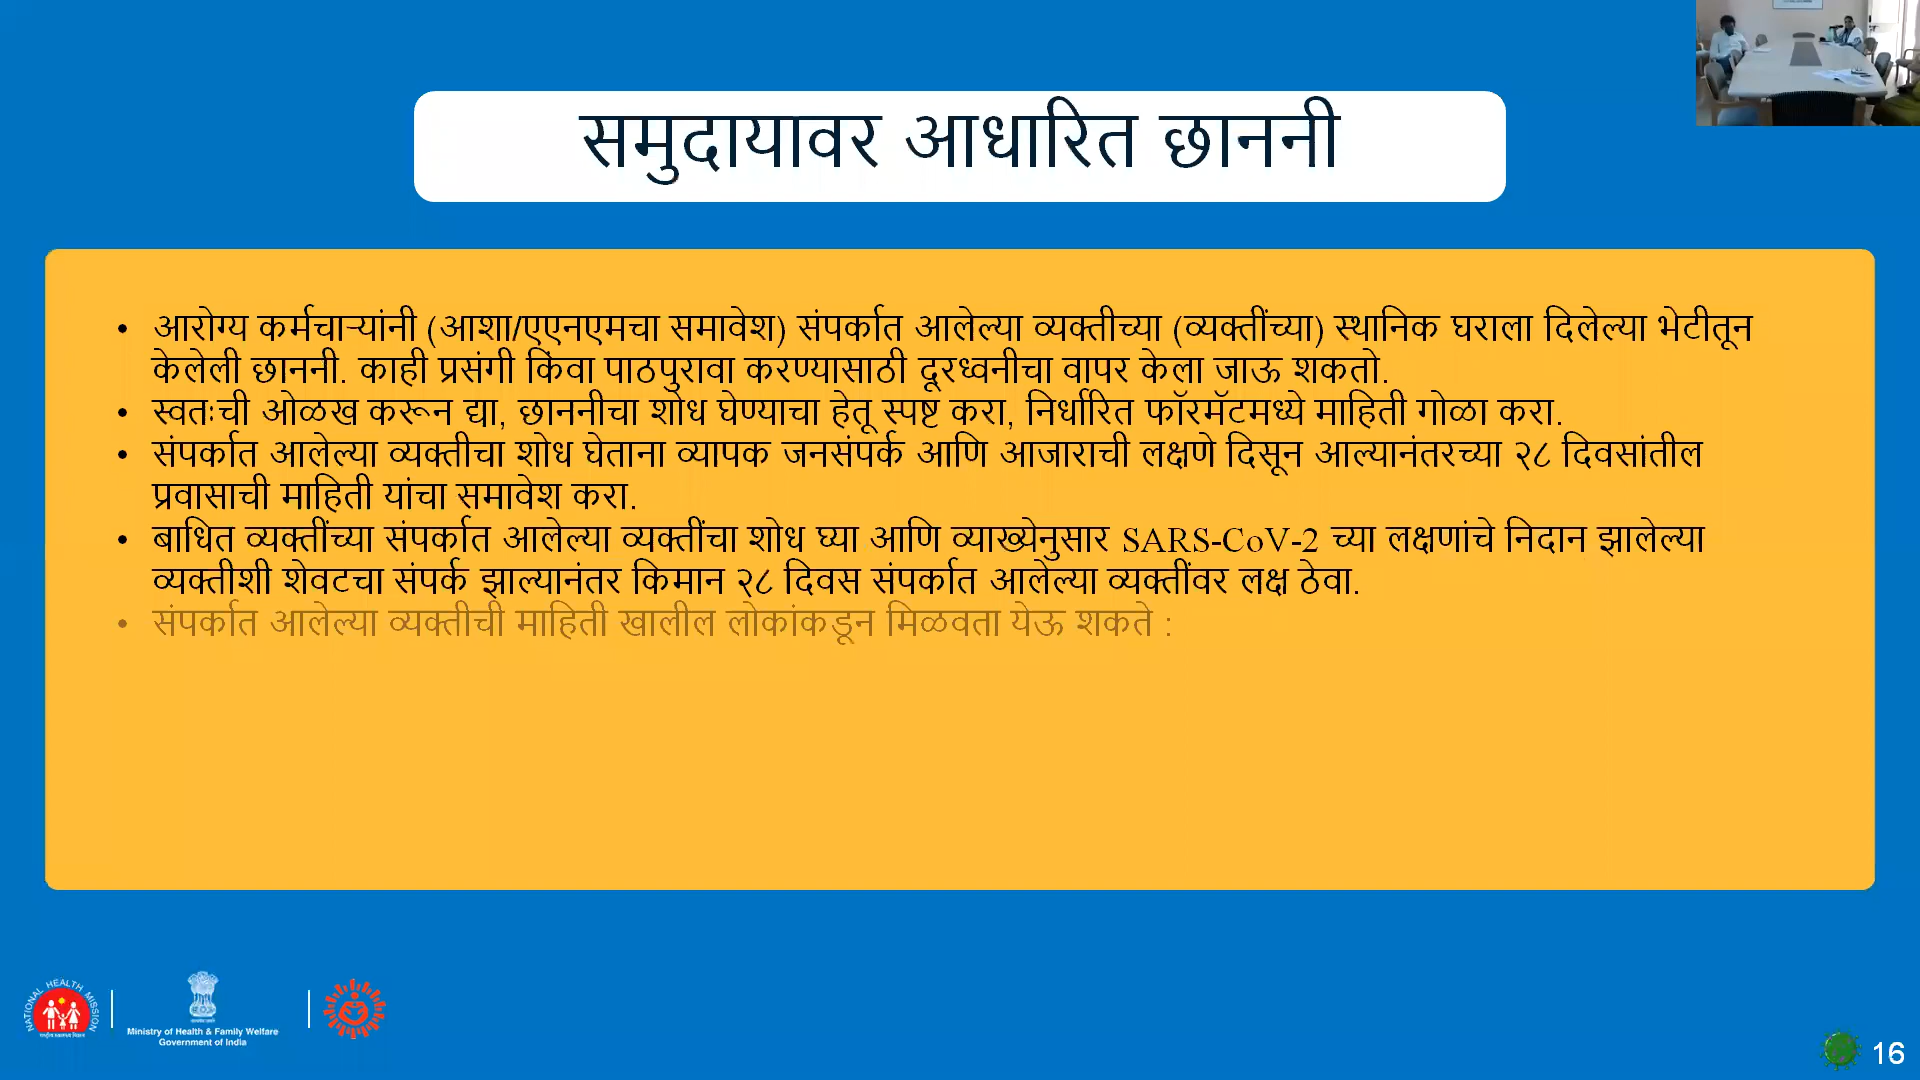 समुदायावर आधारित छाननी
• आरोग्य कर्मचाऱ्यांनी (आशा/एएनएमचा समावेश) संपर्कात आलेल्या व्यक्तीच्या (व्यक्तींच्या) स्थानिक घराला दिलेल्या भेटीतून
केलेली छाननी. काही प्रसंगी किंवा पाठपुरावा करण्यासाठी दूरध्वनीचा वापर केला जाऊ शकतो.
• स्वतःची ओळख करून द्या, छाननीचा शोध घेण्याचा हेतू स्पष्ट करा, निर्धारित फॉरमॅटमध्ये माहिती गोळा करा.
• संपर्कात आलेल्या व्यक्तीचा शोध घेताना व्यापक जनसंपर्क आणि आजाराची लक्षणे दिसून आल्यानंतरच्या २८ दिवसांतील
प्रवासाची माहिती यांचा समावेश करा.
• बाधित व्यक्तींच्या संपर्कात आलेल्या व्यक्तींचा शोध घ्या आणि व्याख्येनुसार SARS-CoV-2 च्या लक्षणांचे निदान झालेल्या
व्यक्तीशी शेवटचा संपर्क झाल्यानंतर किमान २८ दिवस संपर्कात आलेल्या व्यक्तींवर लक्ष ठेवा.
• संपर्कात आलेल्या व्यक्तीची माहिती खालील लोकांकडून मिळवता येऊ शकते :
NATIONAL HEALTH MISSION
Ministry of Health & Family Welfare
Government of India
16